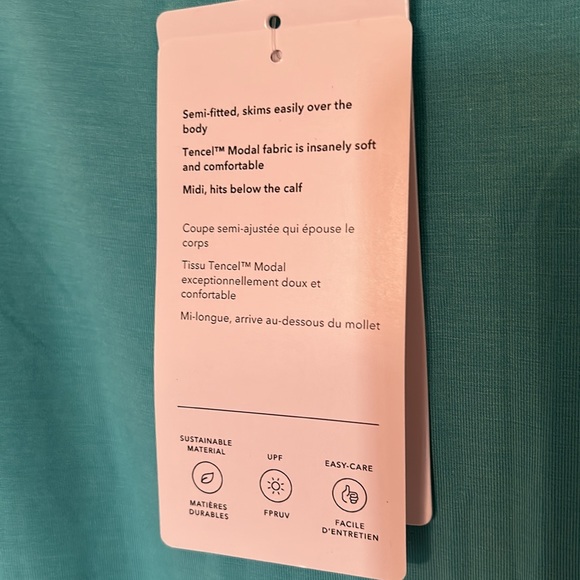 Semi-fitted, skims easily over the
body
Tencel™ Modal fabric is insanely soft
and comfortable
Midi, hits below the calf
Coupe semi-ajustée qui épouse le
corps
Tissu Tencel™ Modal
exceptionnellement doux et
confortable
Mi-longue, arrive au-dessous du mollet
SUSTAINABLE
MATERIAL
MATIÈRES
DURABLES
UPF
FPRUV
EASY-CARE
FACILE
D'ENTRETIEN